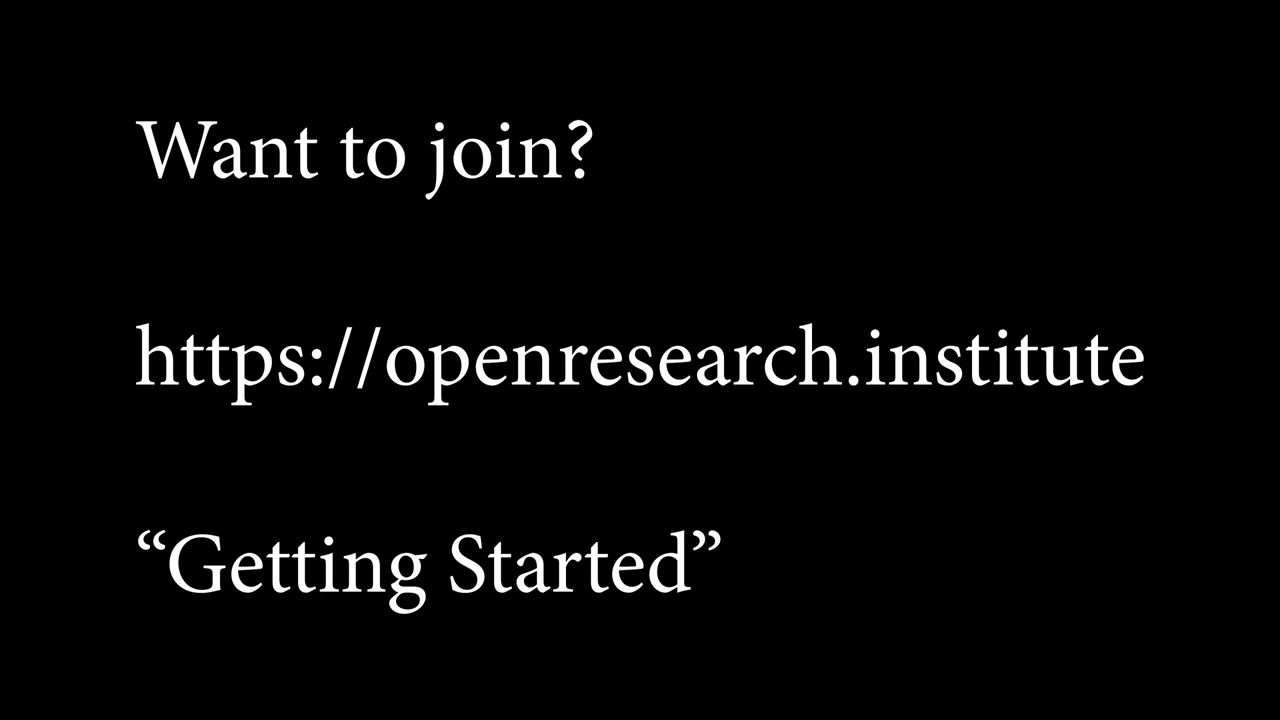 Want to join?
https://openresearch.institute
“Getting Started”